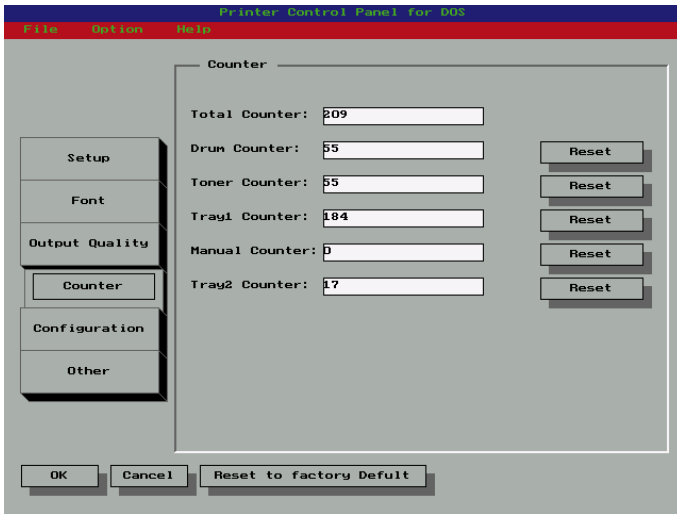 Printer Control Panel for DOS
File Option Help
Counter
Total Counter: 209
Drum Counter: 55 Reset
Toner Counter: 55 Reset
Tray1 Counter: 184 Reset
Manual Counter: 0 Reset
Tray2 Counter: 17 Reset
Setup
Font
Output Quality
Counter
Configuration
Other
OK Cancel Reset to factory Defult